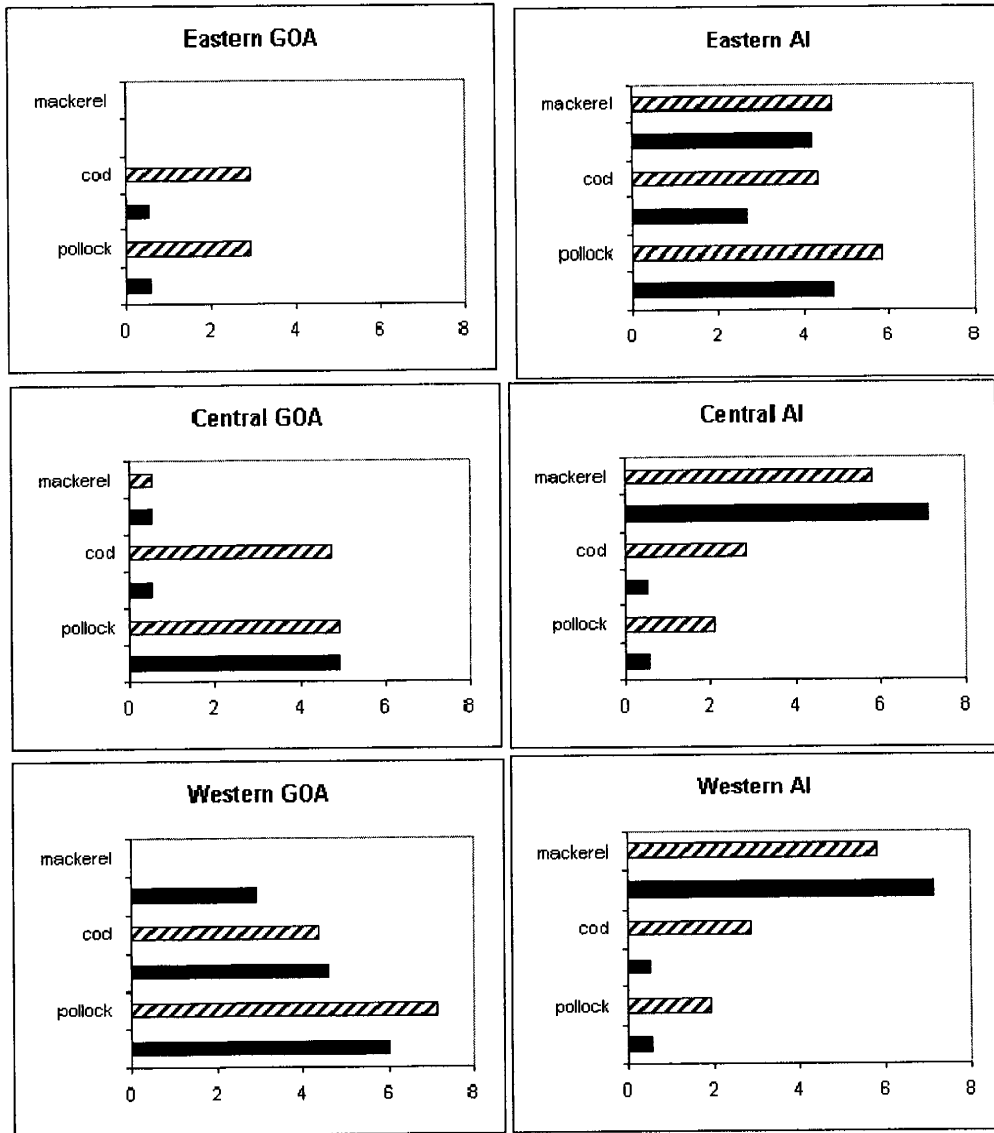 Eastern GOA
mackerel
cod
pollock
0 2 4 6 8
Eastern AI
mackerel
cod
pollock
0 2 4 6 8
Central GOA
mackerel
cod
pollock
0 2 4 6 8
Central AI
mackerel
cod
pollock
0 2 4 6 8
Western GOA
mackerel
cod
pollock
0 2 4 6 8
Western AI
mackerel
cod
pollock
0 2 4 6 8